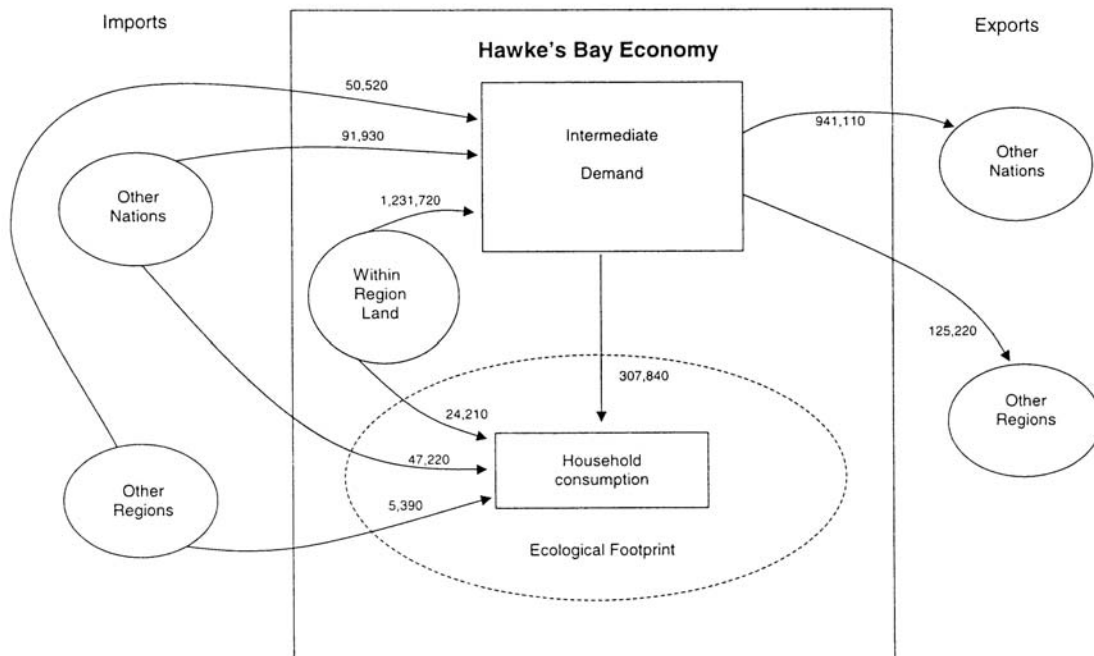 Imports
Exports
Hawke's Bay Economy
50,520
91,930
1,231,720
Intermediate
Demand
941,110
Other
Nations
Other
Nations
Within
Region
Land
125,220
307,840
Other
Regions
24,210
47,220
5,390
Household
consumption
Other
Regions
Ecological Footprint